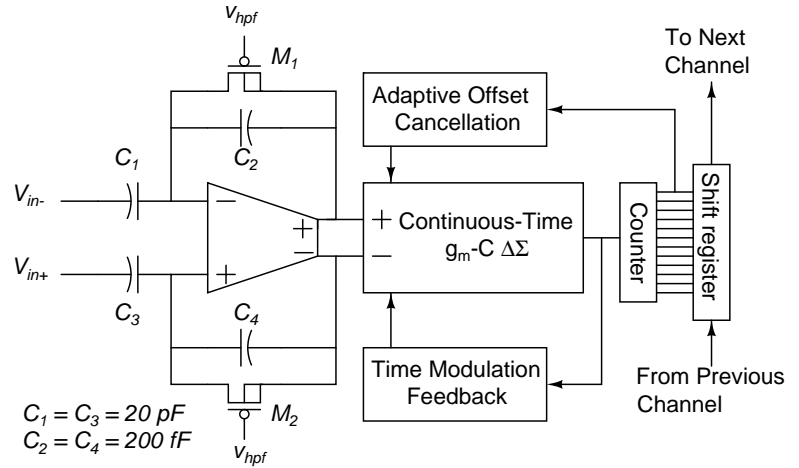 v_hpf
M_1
To Next
Channel
Adaptive Offset
Cancellation
C_1
C_2
V_in-
−
+
−
+
−
Continuous-Time
g_m-C ΔΣ
Counter
Shift register
V_in+
+
C_3
C_4
Time Modulation
Feedback
From Previous
Channel
C_1 = C_3 = 20 pF
C_2 = C_4 = 200 fF
M_2
v_hpf